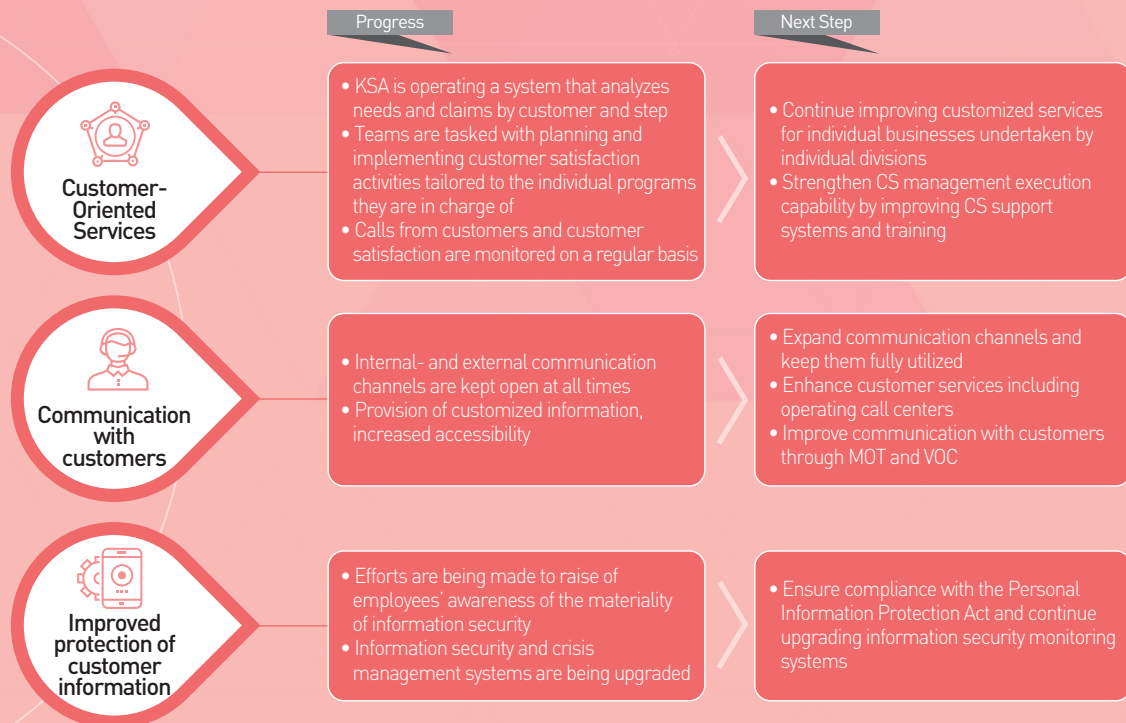 Progress
Next Step
Customer-
Oriented
Services
• KSA is operating a system that analyzes
needs and claims by customer and step
• Teams are tasked with planning and
implementing customer satisfaction
activities tailored to the individual programs
they are in charge of
• Calls from customers and customer
satisfaction are monitored on a regular basis
• Continue improving customized services
for individual businesses undertaken by
individual divisions
• Strengthen CS management execution
capability by improving CS support
systems and training
Communication
with
customers
• Internal- and external communication
channels are kept open at all times
• Provision of customized information,
increased accessibility
• Expand communication channels and
keep them fully utilized
• Enhance customer services including
operating call centers
• Improve communication with customers
through MOT and VOC
Improved
protection of
customer
information
• Efforts are being made to raise of
employees’ awareness of the materiality
of information security
• Information security and crisis
management systems are being upgraded
• Ensure compliance with the Personal
Information Protection Act and continue
upgrading information security monitoring
systems